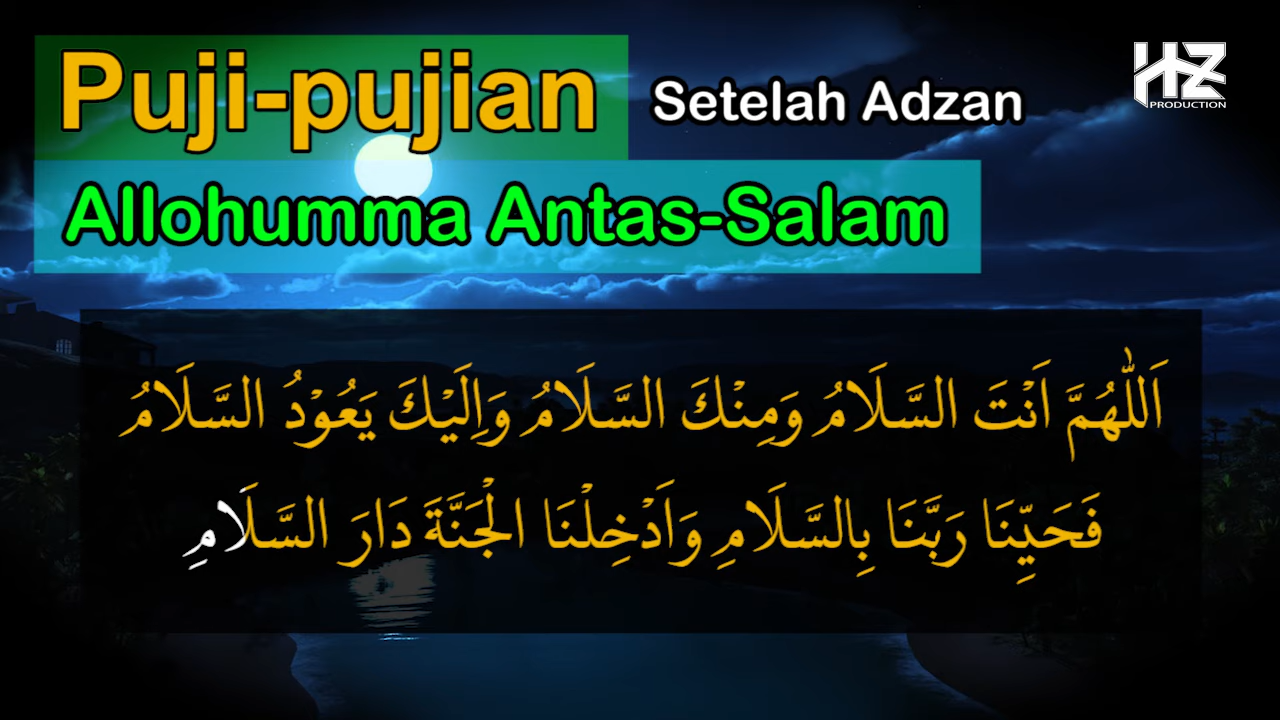 Puji-pujian Setelah Adzan
HZ
PRODUCTION
Allohumma Antas-Salam
اَللّٰهُمَّ اَنْتَ السَّلَامُ وَمِنْكَ السَّلَامُ وَاِلَيْكَ يَعُوْدُ السَّلَامُ
فَحَيِّنَا رَبَّنَا بِالسَّلَامِ وَاَدْخِلْنَا الْجَنَّةَ دَارَ السَّلَامِ